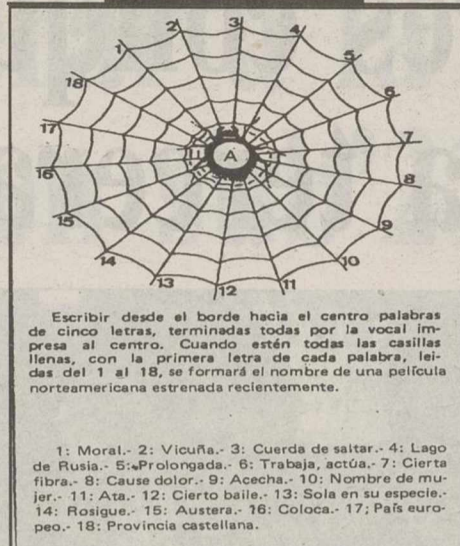 1
2
3
4
5
6
7
8
9
10
11
12
13
14
15
16
17
18
A
Escribir desde el borde hacia el centro palabras
de cinco letras, terminadas todas por la vocal im-
presa al centro. Cuando estén todas las casillas
llenas, con la primera letra de cada palabra, leí-
das del 1 al 18, se formará el nombre de una película
norteamericana estrenada recientemente.
1: Moral.- 2: Vicuña.- 3: Cuerda de saltar.- 4: Lago
de Rusia.- 5: Prolongada.- 6: Trabaja, actúa.- 7: Cierta
fibra.- 8: Cause dolor.- 9: Acecha.- 10: Nombre de mu-
jer.- 11: Ata.- 12: Cierto baile.- 13: Sola en su especie.-
14: Rosigue.- 15: Austera.- 16: Coloca.- 17; País euro-
peo.- 18: Provincia castellana.